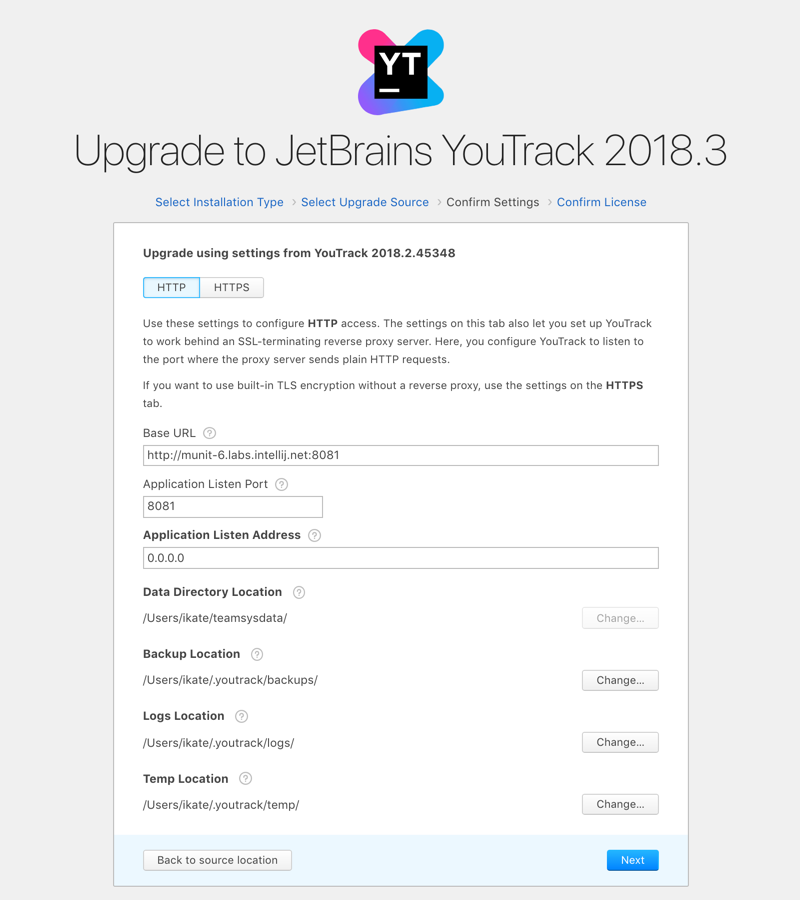 YT
Upgrade to JetBrains YouTrack 2018.3
Select Installation Type › Select Upgrade Source › Confirm Settings › Confirm License
Upgrade using settings from YouTrack 2018.2.45348
HTTP HTTPS
Use these settings to configure HTTP access. The settings on this tab also let you set up YouTrack
to work behind an SSL-terminating reverse proxy server. Here, you configure YouTrack to listen to
the port where the proxy server sends plain HTTP requests.
If you want to use built-in TLS encryption without a reverse proxy, use the settings on the HTTPS
tab.
Base URL ?
http://munit-6.labs.intellij.net:8081
Application Listen Port ?
8081
Application Listen Address ?
0.0.0.0
Data Directory Location ?
/Users/ikate/teamsysdata/ Change...
Backup Location ?
/Users/ikate/.youtrack/backups/ Change...
Logs Location ?
/Users/ikate/.youtrack/logs/ Change...
Temp Location ?
/Users/ikate/.youtrack/temp/ Change...
Back to source location Next